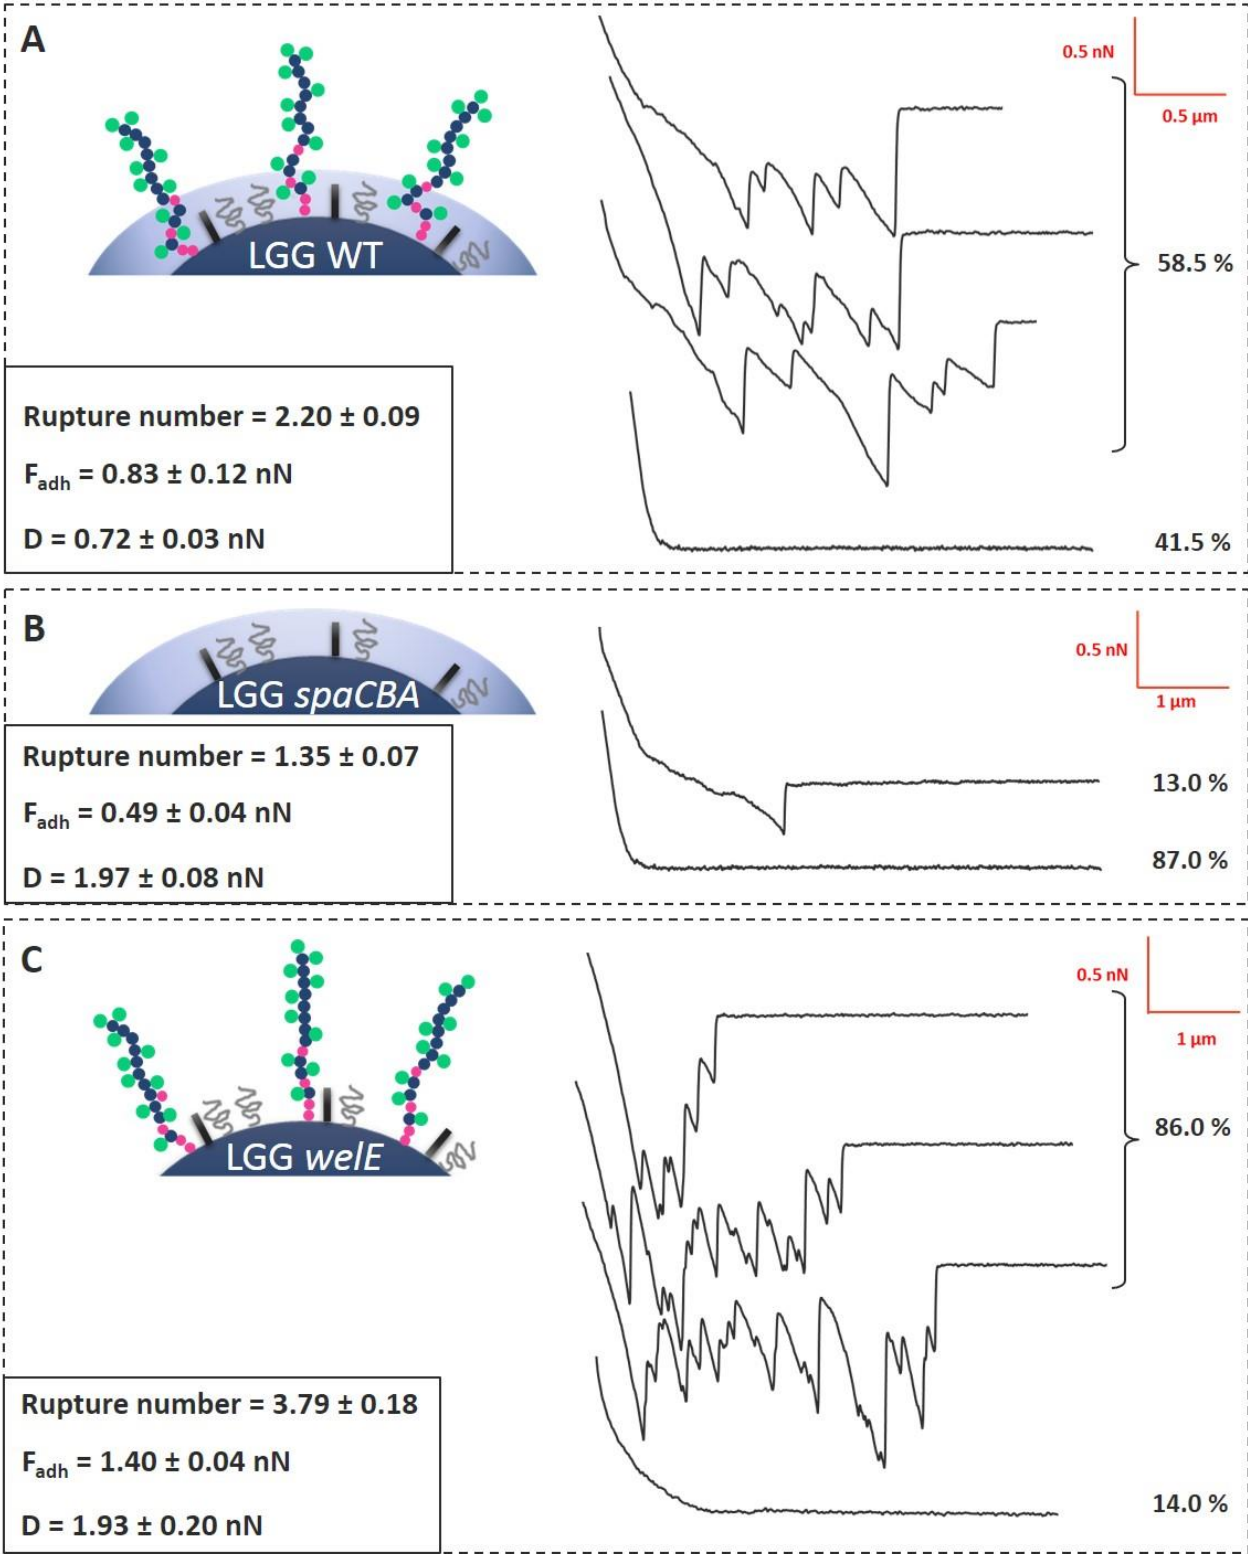 A
LGG WT
Rupture number = 2.20 ± 0.09
Fadh = 0.83 ± 0.12 nN
D = 0.72 ± 0.03 nN
0.5 nN
0.5 µm
58.5 %
41.5 %
B
LGG spaCBA
Rupture number = 1.35 ± 0.07
Fadh = 0.49 ± 0.04 nN
D = 1.97 ± 0.08 nN
0.5 nN
1 µm
13.0 %
87.0 %
C
LGG welE
Rupture number = 3.79 ± 0.18
Fadh = 1.40 ± 0.04 nN
D = 1.93 ± 0.20 nN
0.5 nN
1 µm
86.0 %
14.0 %